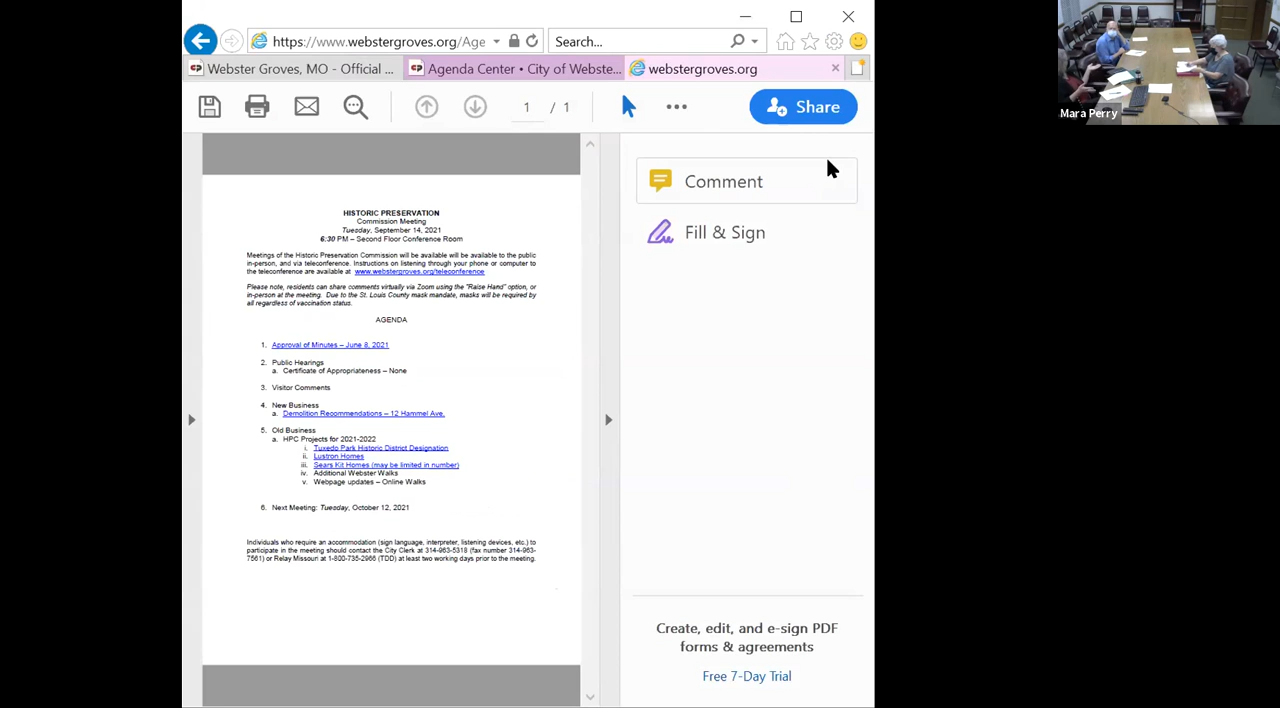 https://www.webstergroves.org/Age
Search...
Webster Groves, MO - Official ...
Agenda Center • City of Webste...
webstergroves.org
1 / 1
Share
Mara Perry
Comment
Fill & Sign
HISTORIC PRESERVATION
Commission Meeting
Tuesday, September 14, 2021
6:30 PM – Second Floor Conference Room
Meetings of the Historic Preservation Commission will be available will be available to the public
in-person, and via teleconference. Instructions on listening through your phone or computer to
the teleconference are available at www.webstergroves.org/teleconference
Please note, residents can share comments virtually via Zoom using the "Raise Hand" option, or
in-person at the meeting. Due to the St. Louis County mask mandate, masks will be required by
all regardless of vaccination status.
AGENDA
1. Approval of Minutes – June 8, 2021
2. Public Hearings
a. Certificate of Appropriateness – None
3. Visitor Comments
4. New Business
a. Demolition Recommendations – 12 Hammel Ave.
5. Old Business
a. HPC Projects for 2021-2022
i. Tuxedo Park Historic District Designation
ii. Lustron Homes
iii. Sears Kit Homes (may be limited in number)
iv. Additional Webster Walks
v. Webpage updates – Online Walks
6. Next Meeting: Tuesday, October 12, 2021
Individuals who require an accommodation (sign language, interpreter, listening devices, etc.) to
participate in the meeting should contact the City Clerk at 314-963-5318 (fax number 314-963-
7561) or Relay Missouri at 1-800-735-2966 (TDD) at least two working days prior to the meeting.
Create, edit, and e-sign PDF
forms & agreements
Free 7-Day Trial